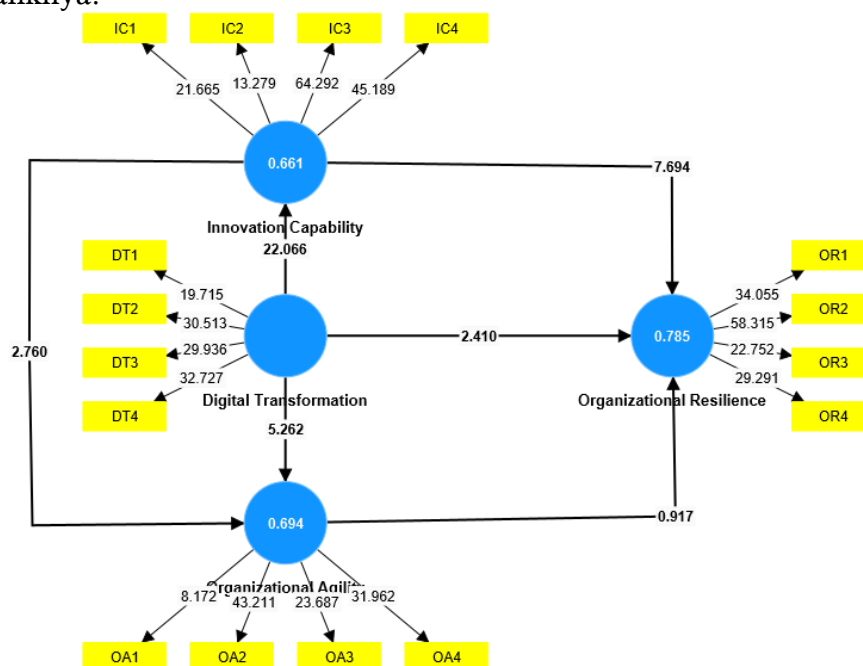 IC1 IC2 IC3 IC4
21.665 13.279 64.292 45.189
0.661
7.694
Innovation Capability
22.066
DT1
DT2
DT3
DT4
19.715
30.513
29.936
32.727
2.760
2.410
Digital Transformation
5.262
0.785
Organizational Resilience
34.055
58.315
22.752
29.291
OR1
OR2
OR3
OR4
0.694
0.917
Organizational Agility
8.172 43.211 23.687 31.962
OA1 OA2 OA3 OA4